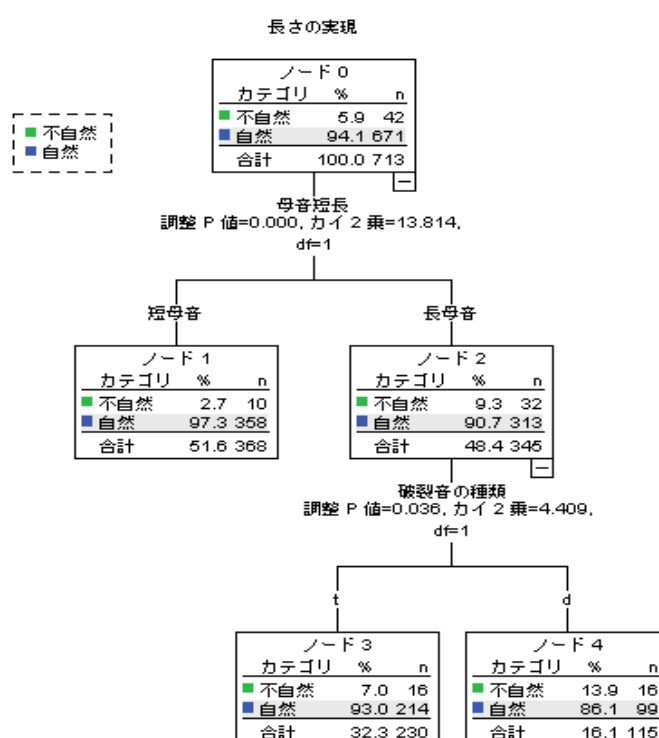 長さの実現
不自然
自然
ノード 0
カテゴリ % n
不自然 5.9 42
自然 94.1 671
合計 100.0 713
母音短長
調整 P 値=0.000, カイ 2 乗=13.814,
df=1
短母音
長母音
ノード 1
カテゴリ % n
不自然 2.7 10
自然 97.3 358
合計 51.6 368
ノード 2
カテゴリ % n
不自然 9.3 32
自然 90.7 313
合計 48.4 345
破裂音の種類
調整 P 値=0.036, カイ 2 乗=4.409,
df=1
t
d
ノード 3
カテゴリ % n
不自然 7.0 16
自然 93.0 214
合計 32.3 230
ノード 4
カテゴリ % n
不自然 13.9 16
自然 86.1 99
合計 16.1 115